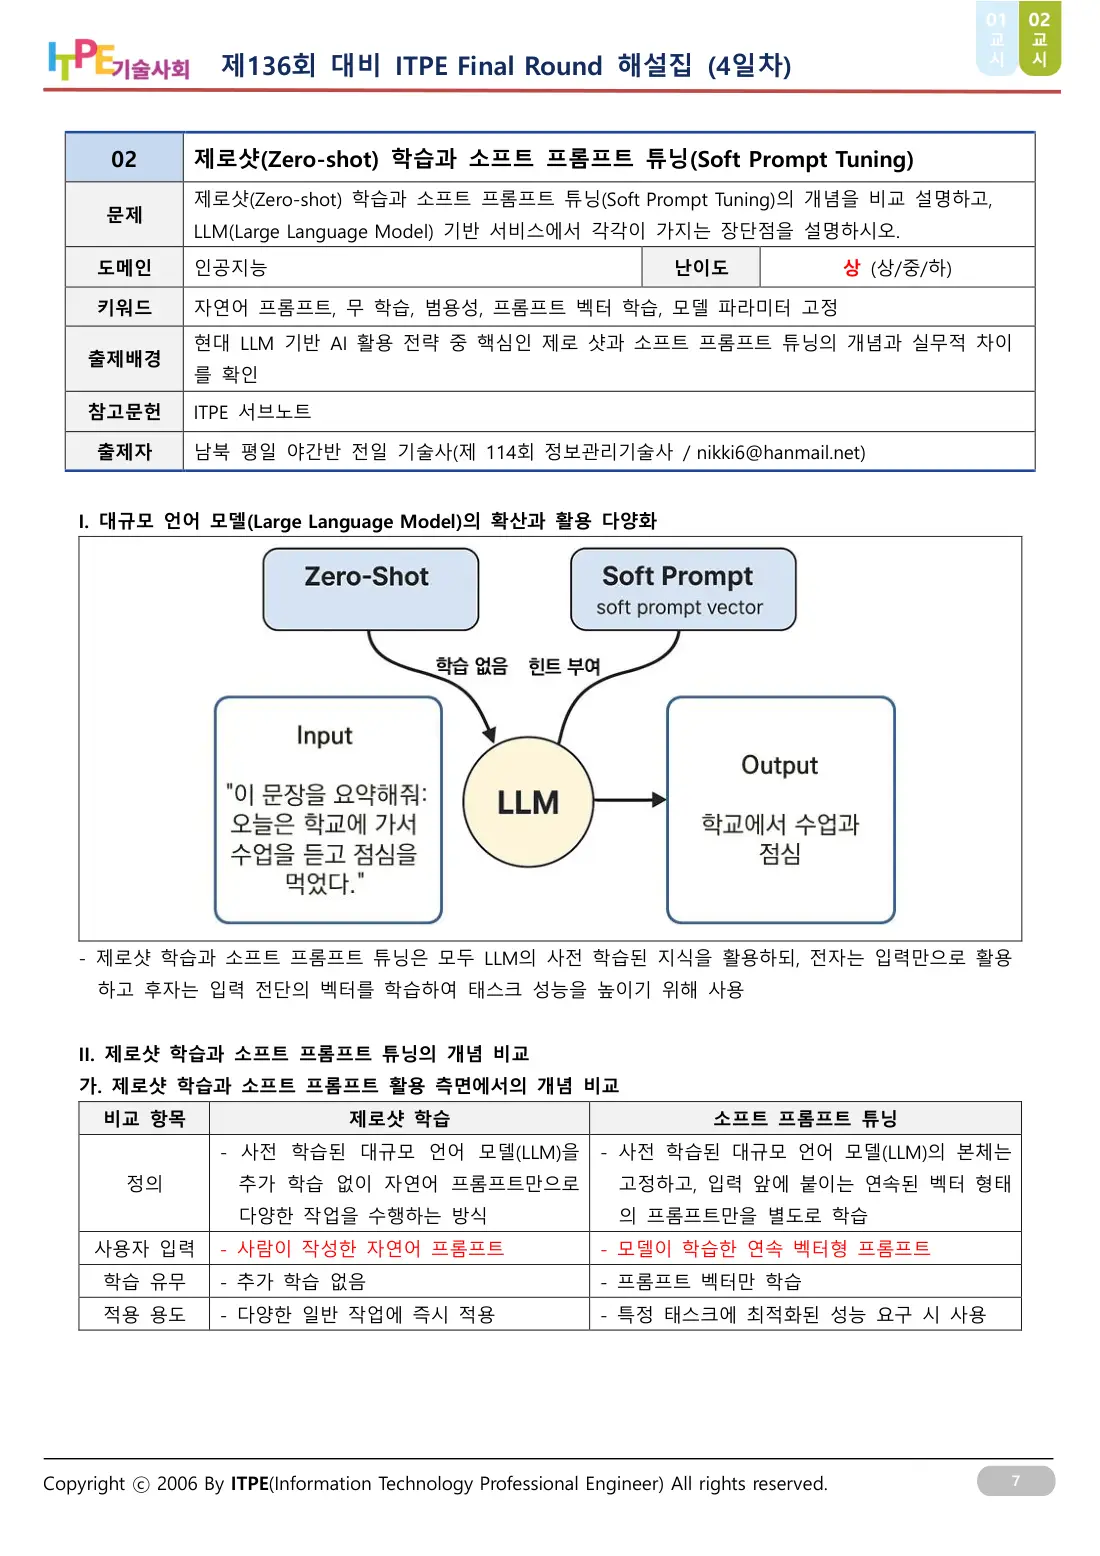 ITPE기술사회 제136회 대비 ITPE Final Round 해설집 (4일차)
01 교시
02 교시
02 제로샷(Zero-shot) 학습과 소프트 프롬프트 튜닝(Soft Prompt Tuning)
문제 제로샷(Zero-shot) 학습과 소프트 프롬프트 튜닝(Soft Prompt Tuning)의 개념을 비교 설명하고,
LLM(Large Language Model) 기반 서비스에서 각각이 가지는 장단점을 설명하시오.
도메인 인공지능 난이도 상 (상/중/하)
키워드 자연어 프롬프트, 무 학습, 범용성, 프롬프트 벡터 학습, 모델 파라미터 고정
출제배경 현대 LLM 기반 AI 활용 전략 중 핵심인 제로 샷과 소프트 프롬프트 튜닝의 개념과 실무적 차이
를 확인
참고문헌 ITPE 서브노트
출제자 남북 평일 야간반 전일 기술사(제 114회 정보관리기술사 / nikki6@hanmail.net)
I. 대규모 언어 모델(Large Language Model)의 확산과 활용 다양화
Zero-Shot
Soft Prompt
soft prompt vector
학습 없음 힌트 부여
Input
"이 문장을 요약해줘:
오늘은 학교에 가서
수업을 듣고 점심을
먹었다."
LLM
Output
학교에서 수업과
점심
- 제로샷 학습과 소프트 프롬프트 튜닝은 모두 LLM의 사전 학습된 지식을 활용하되, 전자는 입력만으로 활용
하고 후자는 입력 전단의 벡터를 학습하여 태스크 성능을 높이기 위해 사용
II. 제로샷 학습과 소프트 프롬프트 튜닝의 개념 비교
가. 제로샷 학습과 소프트 프롬프트 활용 측면에서의 개념 비교
비교 항목 제로샷 학습 소프트 프롬프트 튜닝
정의
- 사전 학습된 대규모 언어 모델(LLM)을
추가 학습 없이 자연어 프롬프트만으로
다양한 작업을 수행하는 방식
- 사전 학습된 대규모 언어 모델(LLM)의 본체는
고정하고, 입력 앞에 붙이는 연속된 벡터 형태
의 프롬프트만을 별도로 학습
사용자 입력 - 사람이 작성한 자연어 프롬프트 - 모델이 학습한 연속 벡터형 프롬프트
학습 유무 - 추가 학습 없음 - 프롬프트 벡터만 학습
적용 용도 - 다양한 일반 작업에 즉시 적용 - 특정 태스크에 최적화된 성능 요구 시 사용
Copyright ⓒ 2006 By ITPE(Information Technology Professional Engineer) All rights reserved.
7